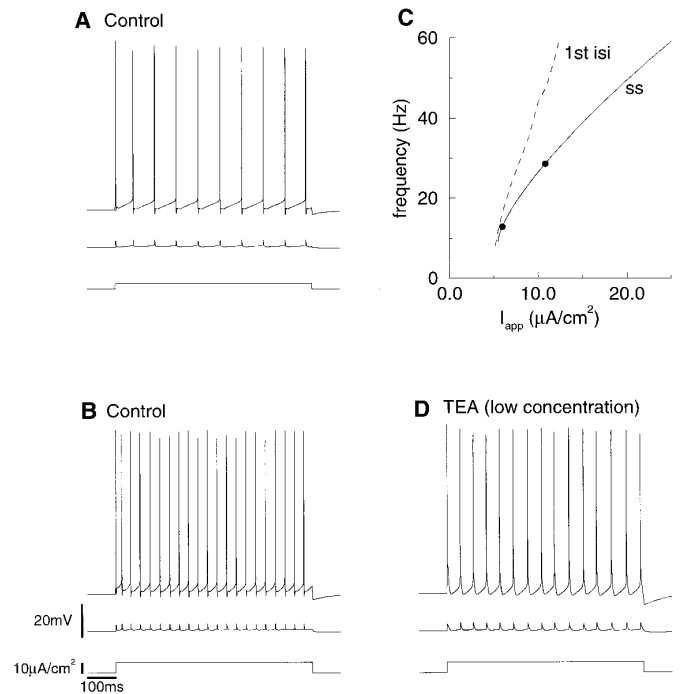 A Control
C
60
40
20
0
frequency (Hz)
1st isi
ss
0.0 10.0 20.0
Iapp (μA/cm²)
B Control
D TEA (low concentration)
20mV
10μA/cm²
100ms